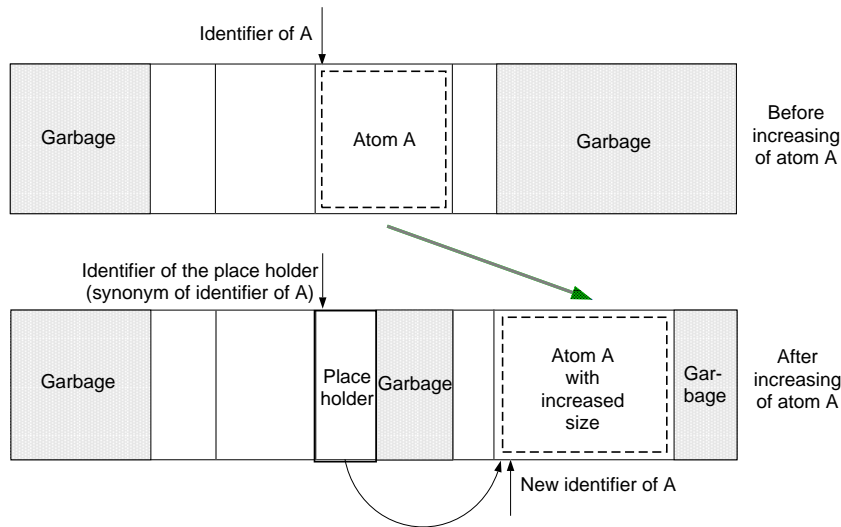 Identifier of A
Garbage
Atom A
Garbage
Before
increasing
of atom A
Identifier of the place holder
(synonym of identifier of A)
Garbage
Place
holder
Garbage
Atom A
with
increased
size
Gar-
bage
After
increasing
of atom A
New identifier of A